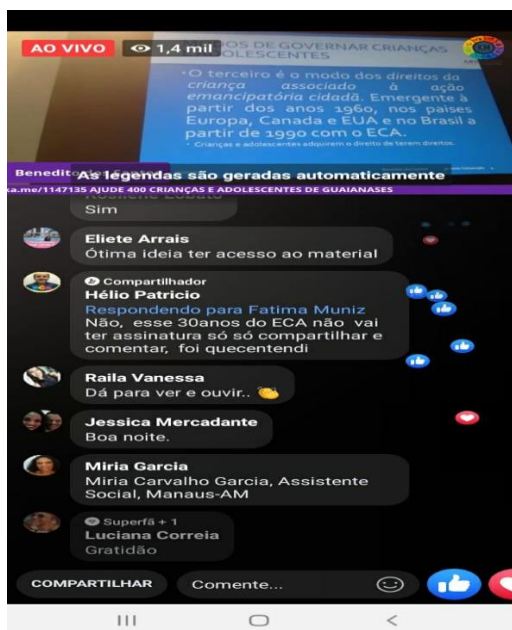 AO VIVO
1,4 mil
DOS DE GOVERNAR CRIANÇAS
OLESCENTES
•O terceiro é o modo dos direitos da
criança associado à ação
emancipatória cidadã. Emergente à
partir dos anos 1960, nos países
Europa, Canada e EUA e no Brasil a
partir de 1990 com o ECA.
• Crianças e adolescentes adquirem o direito de terem direitos.
Benedito
As legendas são geradas automaticamente
ka.me/1147135 AJUDE 400 CRIANÇAS E ADOLESCENTES DE GUAIANASES
Rosilene Lobato
Sim
Eliete Arrais
Ótima ideia ter acesso ao material
Compartilhador
Hélio Patricio
Respondendo para Fatima Muniz
Não, esse 30anos do ECA não vai
ter assinatura só só compartilhar e
comentar, foi quecentendi
Raila Vanessa
Dá para ver e ouvir.. 👏
Jessica Mercadante
Boa noite.
Miria Garcia
Miria Carvalho Garcia, Assistente
Social, Manaus-AM
Superfã + 1
Luciana Correia
Gratidão
COMPARTILHAR
Comente...